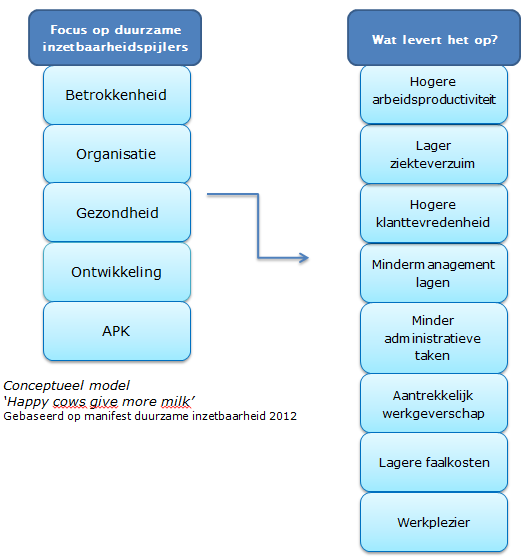 Focus op duurzame
inzetbaarheidspijlers
Betrokkenheid
Organisatie
Gezondheid
Ontwikkeling
APK
Conceptueel model
‘Happy cows give more milk’
Gebaseerd op manifest duurzame inzetbaarheid 2012
Wat levert het op?
Hogere
arbeidsproductiviteit
Lager
ziekteverzuim
Hogere
klanttevredenheid
Mindermanagement
lagen
Minder
administratieve
taken
Aantrekkelijk
werkgeverschap
Lagere faalkosten
Werkplezier